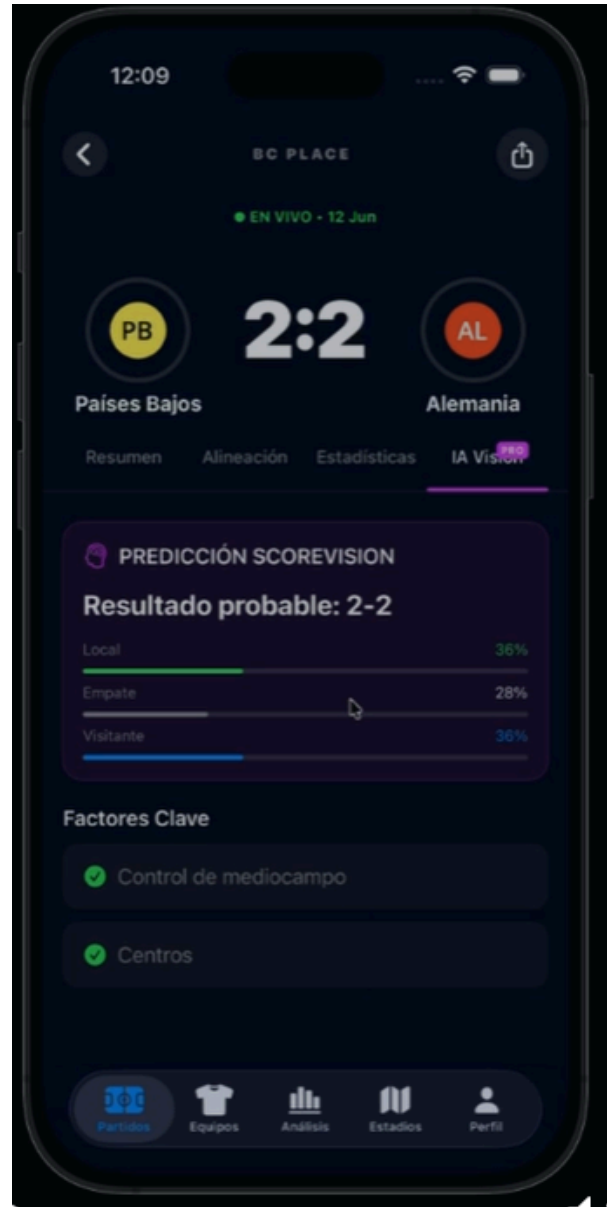 12:09
BC PLACE
EN VIVO - 12 Jun
PB
2:2
AL
Países Bajos
Alemania
Resumen
Alineación
Estadísticas
IA Vision
PRO
PREDICCIÓN SCOREVISION
Resultado probable: 2-2
Local 36%
Empate 28%
Visitante 36%
Factores Clave
Control de mediocampo
Centros
Partidos
Equipos
Análisis
Estadios
Perfil